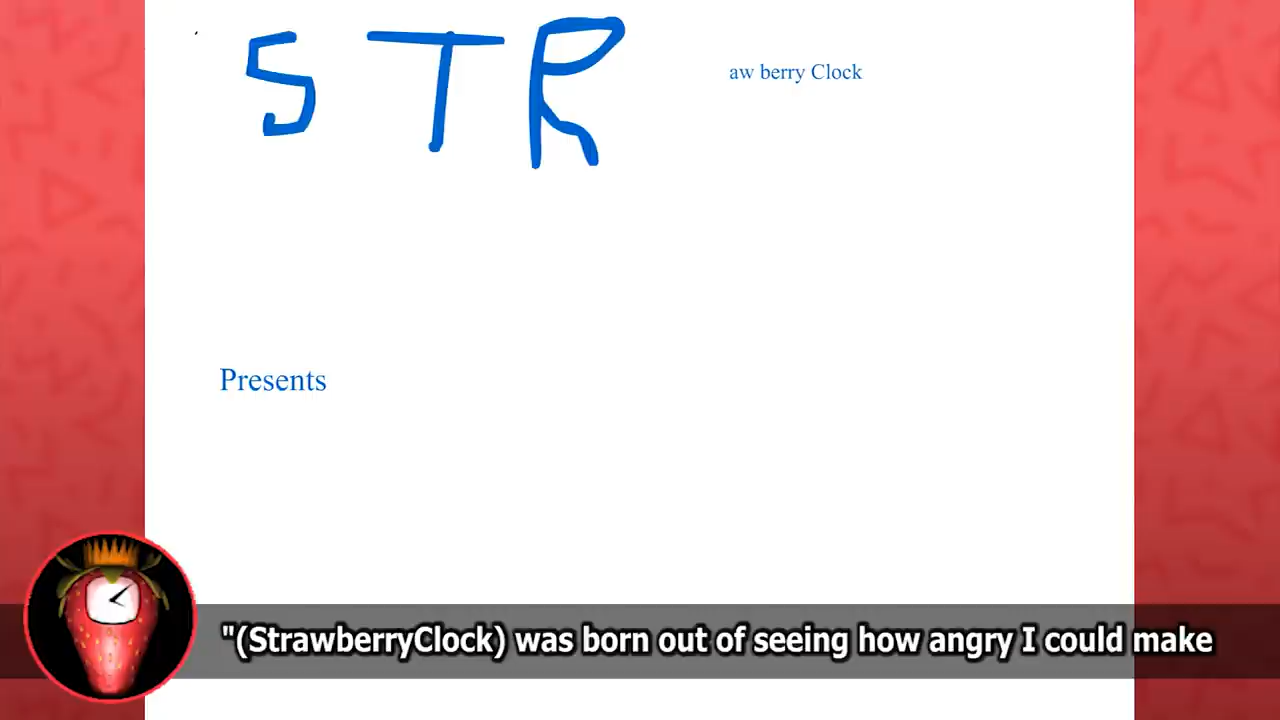 STR aw berry Clock
Presents
"(StrawberryClock) was born out of seeing how angry I could make